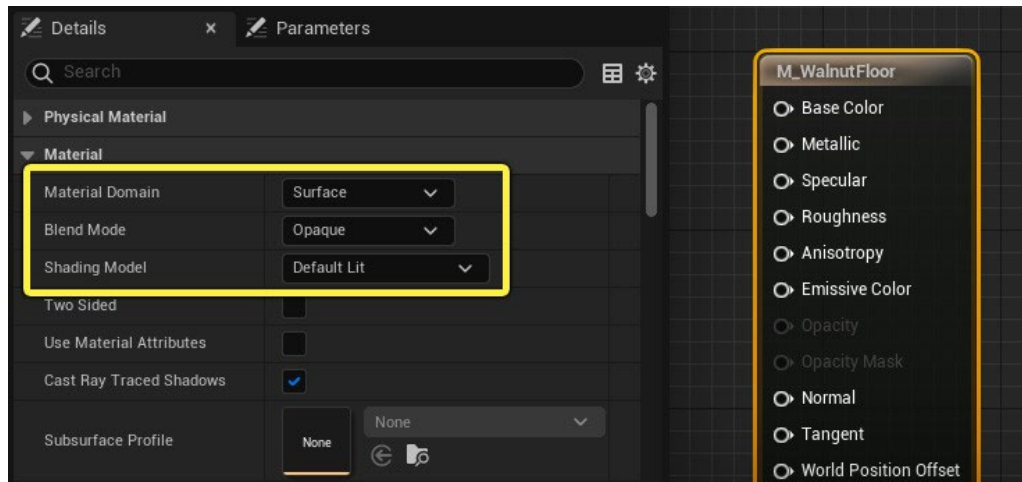 Details
Parameters
Search
Physical Material
Material
Material Domain Surface
Blend Mode Opaque
Shading Model Default Lit
Two Sided
Use Material Attributes
Cast Ray Traced Shadows
Subsurface Profile None None
M_WalnutFloor
Base Color
Metallic
Specular
Roughness
Anisotropy
Emissive Color
Opacity
Opacity Mask
Normal
Tangent
World Position Offset